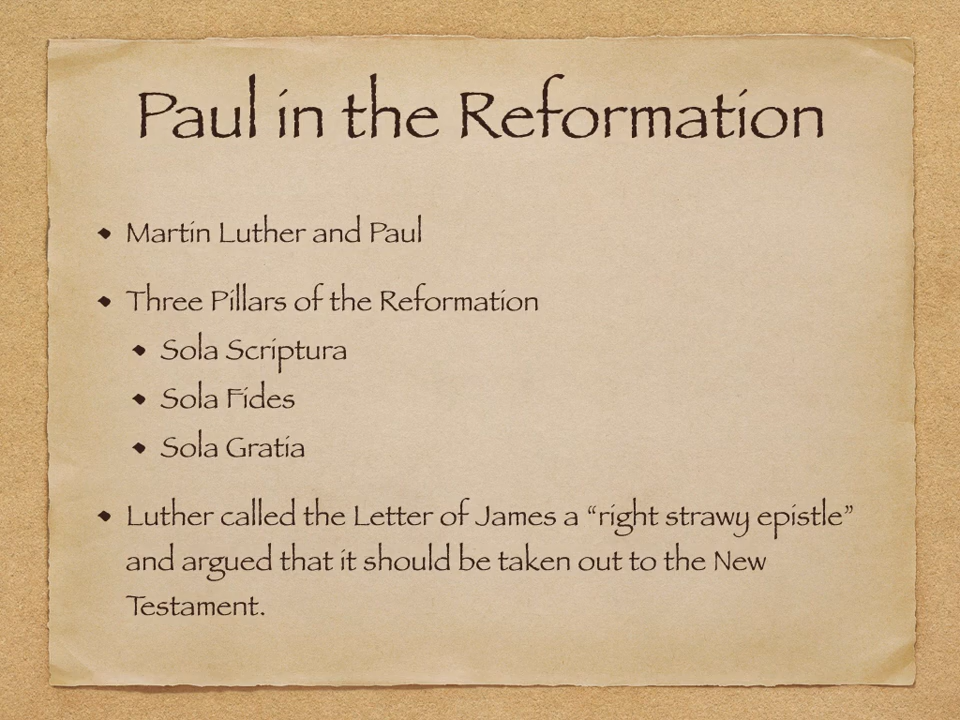 Paul in the Reformation
Martin Luther and Paul
Three Pillars of the Reformation
Sola Scriptura
Sola Fides
Sola Gratia
Luther called the Letter of James a “right strawy epistle”
and argued that it should be taken out to the New
Testament.